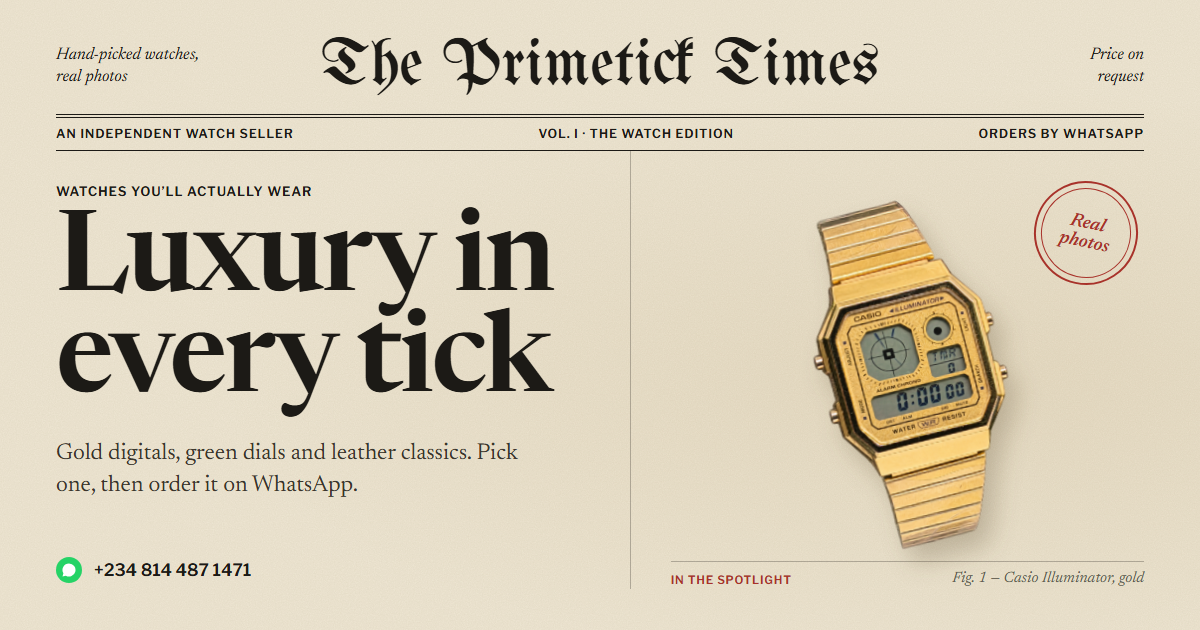 Hand-picked watches,
real photos
The Primetick Times
Price on
request
AN INDEPENDENT WATCH SELLER
VOL. I · THE WATCH EDITION
ORDERS BY WHATSAPP
WATCHES YOU'LL ACTUALLY WEAR
Luxury in
every tick
Gold digitals, green dials and leather classics. Pick
one, then order it on WhatsApp.
+234 814 487 1471
Real
photos
CASIO
ILLUMINATOR
ALARM CHRONO
0:00 00
WATER WR RESIST
IN THE SPOTLIGHT
Fig. 1 — Casio Illuminator, gold